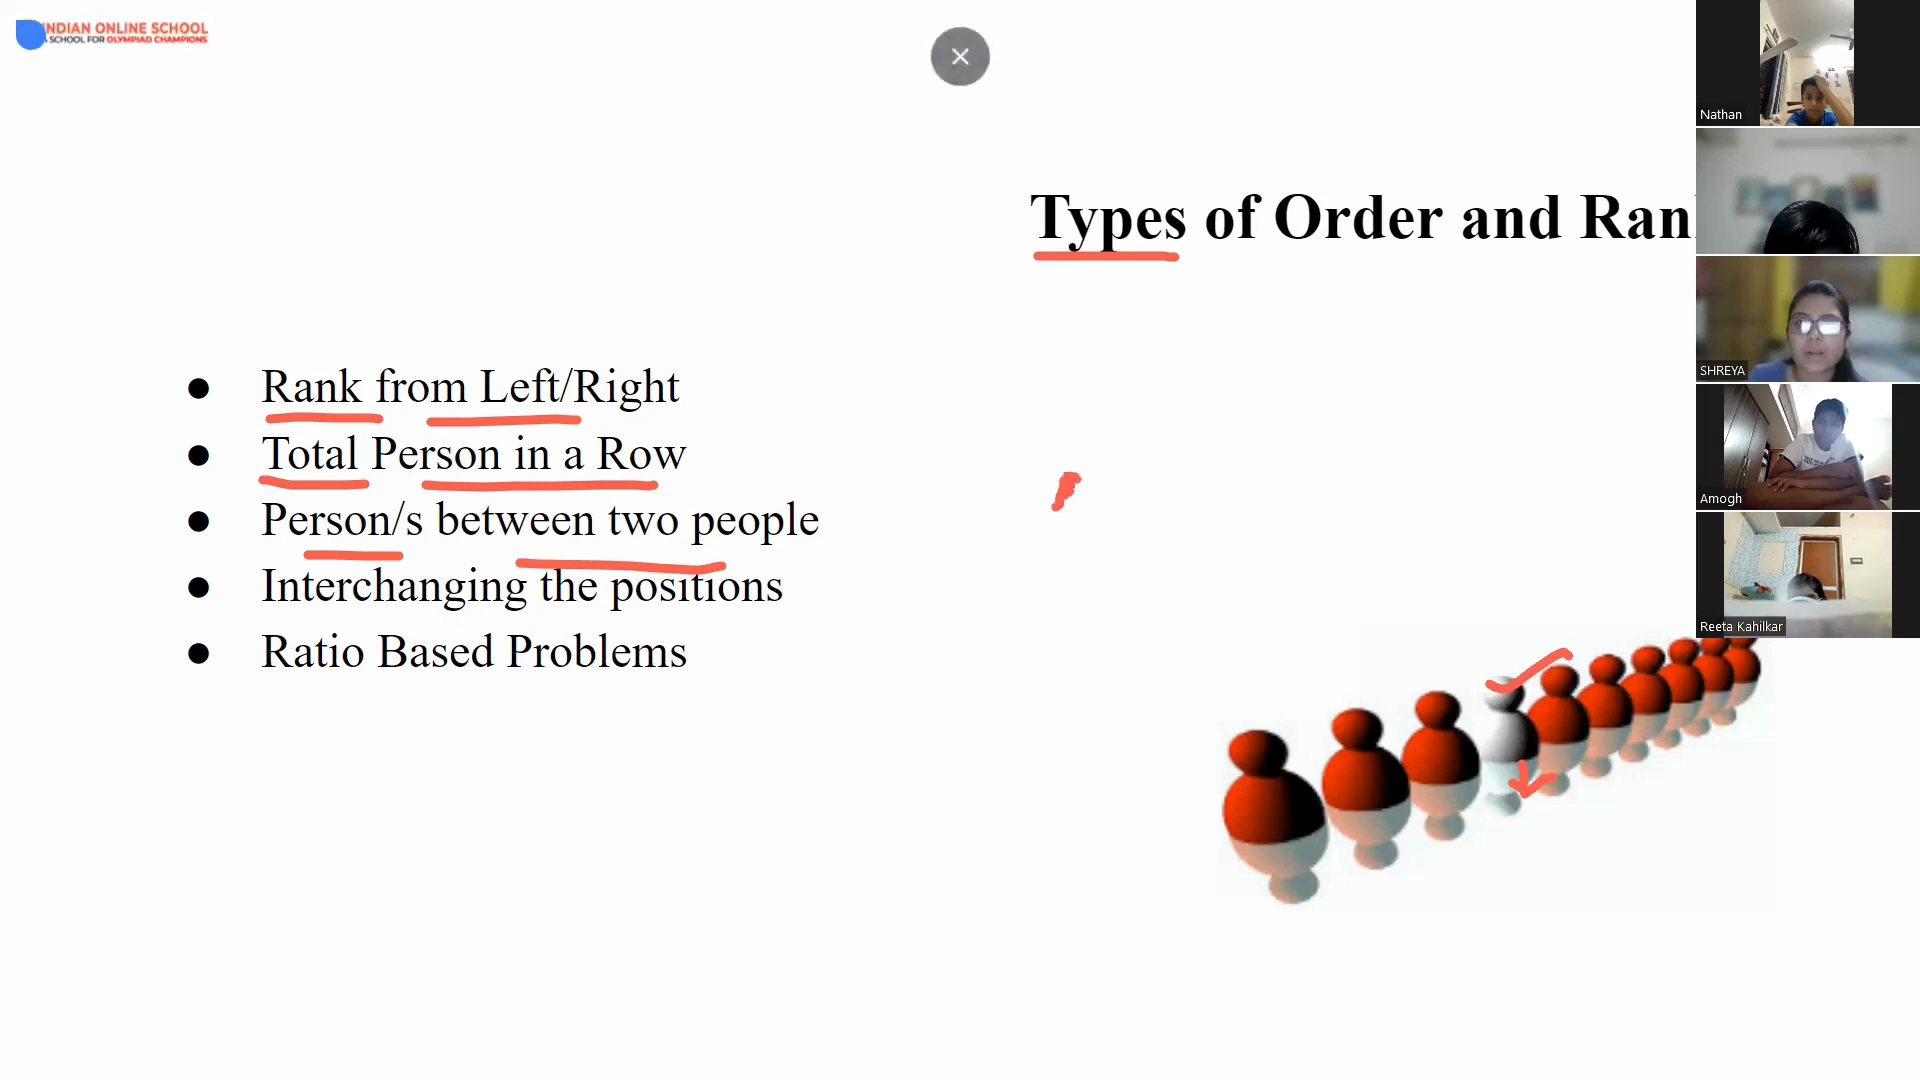 INDIAN ONLINE SCHOOL
A SCHOOL FOR OLYMPIAD CHAMPIONS
Types of Order and Ran
● Rank from Left/Right
● Total Person in a Row
● Person/s between two people
● Interchanging the positions
● Ratio Based Problems
Nathan
SHREYA
Amogh
Reeta Kahilkar